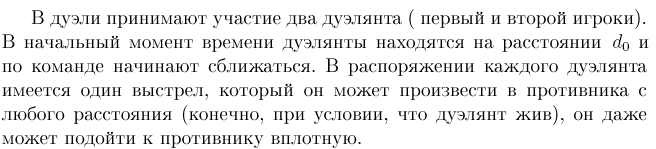 В дуэли принимают участие два дуэлянта ( первый и второй игроки).
В начальный момент времени дуэлянты находятся на расстоянии d₀ и
по команде начинают сближаться. В распоряжении каждого дуэлянта
имеется один выстрел, который он может произвести в противника с
любого расстояния (конечно, при условии, что дуэлянт жив), он даже
может подойти к противнику вплотную.